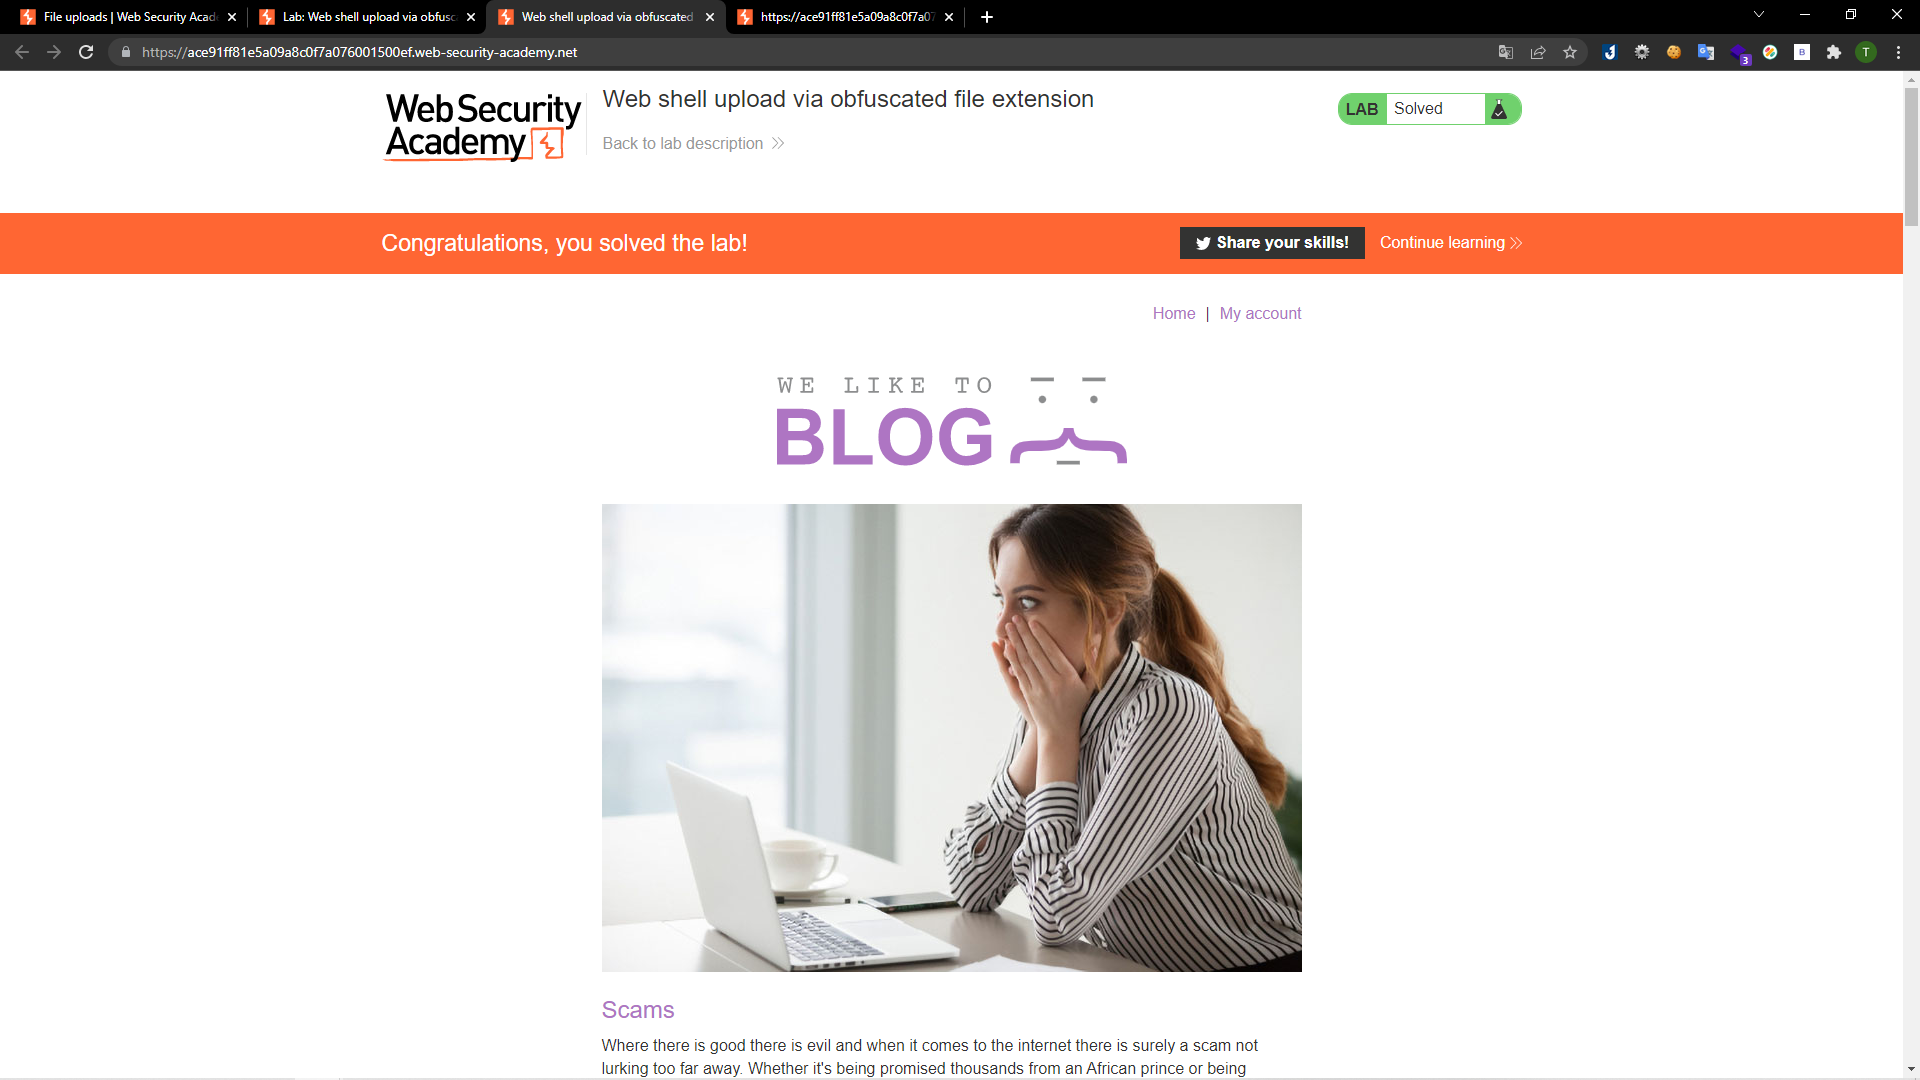 File uploads | Web Security Acad
Lab: Web shell upload via obfusc
Web shell upload via obfuscated
https://ace91ff81e5a09a8c0f7a07
https://ace91ff81e5a09a8c0f7a076001500ef.web-security-academy.net
3
B
T
Web Security
Academy
Web shell upload via obfuscated file extension
Back to lab description
LAB Solved
Congratulations, you solved the lab!
Share your skills!
Continue learning
Home | My account
WE LIKE TO
BLOG
Scams
Where there is good there is evil and when it comes to the internet there is surely a scam not
lurking too far away. Whether it's being promised thousands from an African prince or being